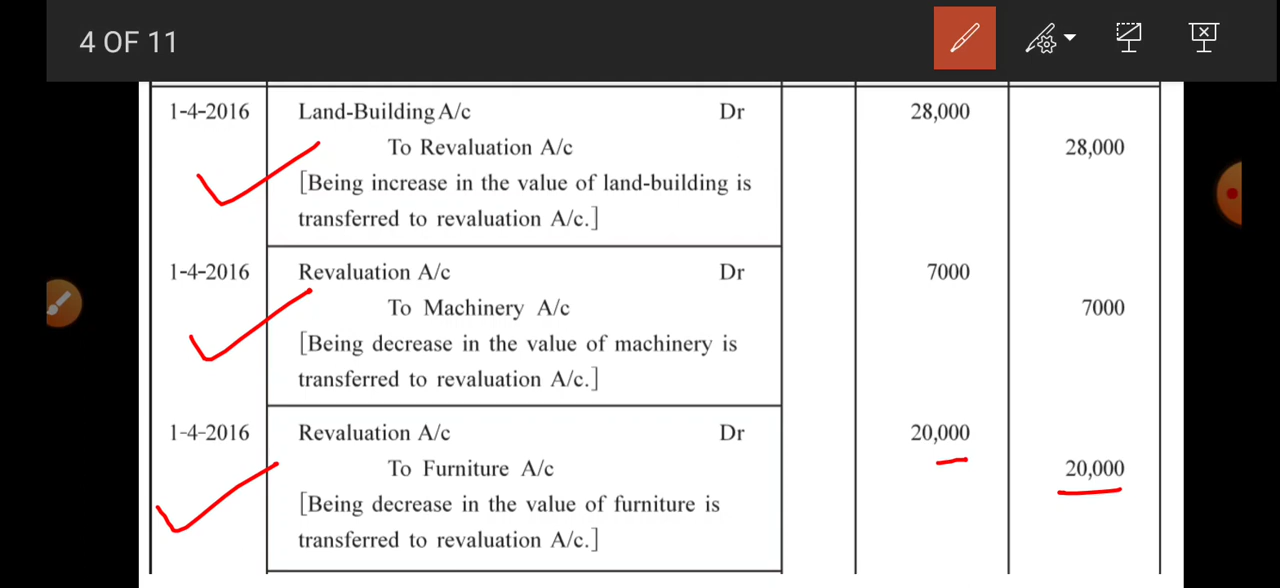 4 OF 11
1-4-2016 Land-Building A/c Dr 28,000
To Revaluation A/c 28,000
[Being increase in the value of land-building is
transferred to revaluation A/c.]
1-4-2016 Revaluation A/c Dr 7000
To Machinery A/c 7000
[Being decrease in the value of machinery is
transferred to revaluation A/c.]
1-4-2016 Revaluation A/c Dr 20,000
To Furniture A/c 20,000
[Being decrease in the value of furniture is
transferred to revaluation A/c.]